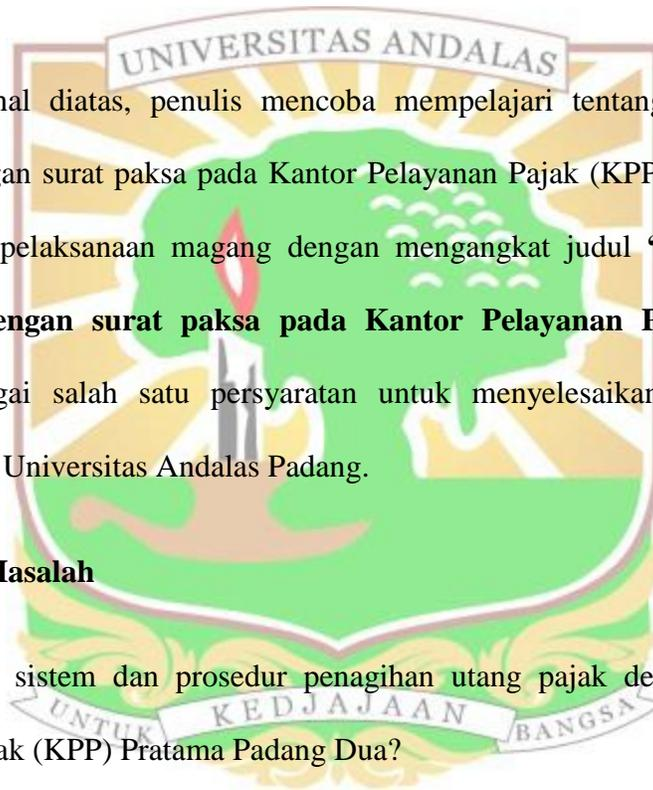 UNIVERSITAS ANDALAS
nal diatas, penulis mencoba mempelajari tentang
gan surat paksa pada Kantor Pelayanan Pajak (KPP
pelaksanaan magang dengan mengangkat judul “
engan surat paksa pada Kantor Pelayanan P
gai salah satu persyaratan untuk menyelesaikan
Universitas Andalas Padang.
Masalah
sistem dan prosedur penagihan utang pajak de
ak (KPP) Pratama Padang Dua?
UNTUK KEDJAJAAN BANGSA